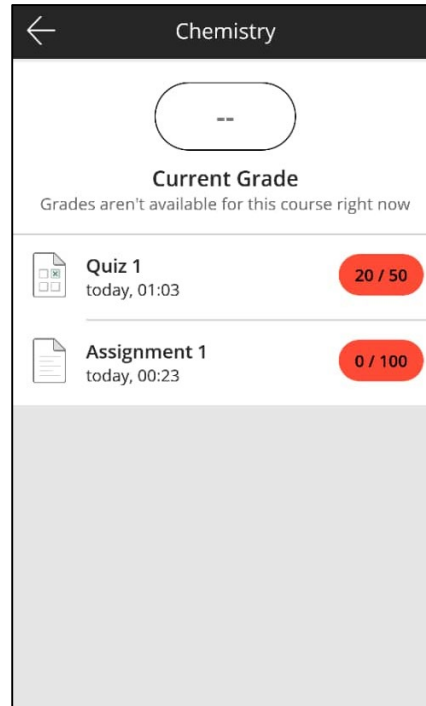 Chemistry
--
Current Grade
Grades aren't available for this course right now
Quiz 1
today, 01:03
20 / 50
Assignment 1
today, 00:23
0 / 100